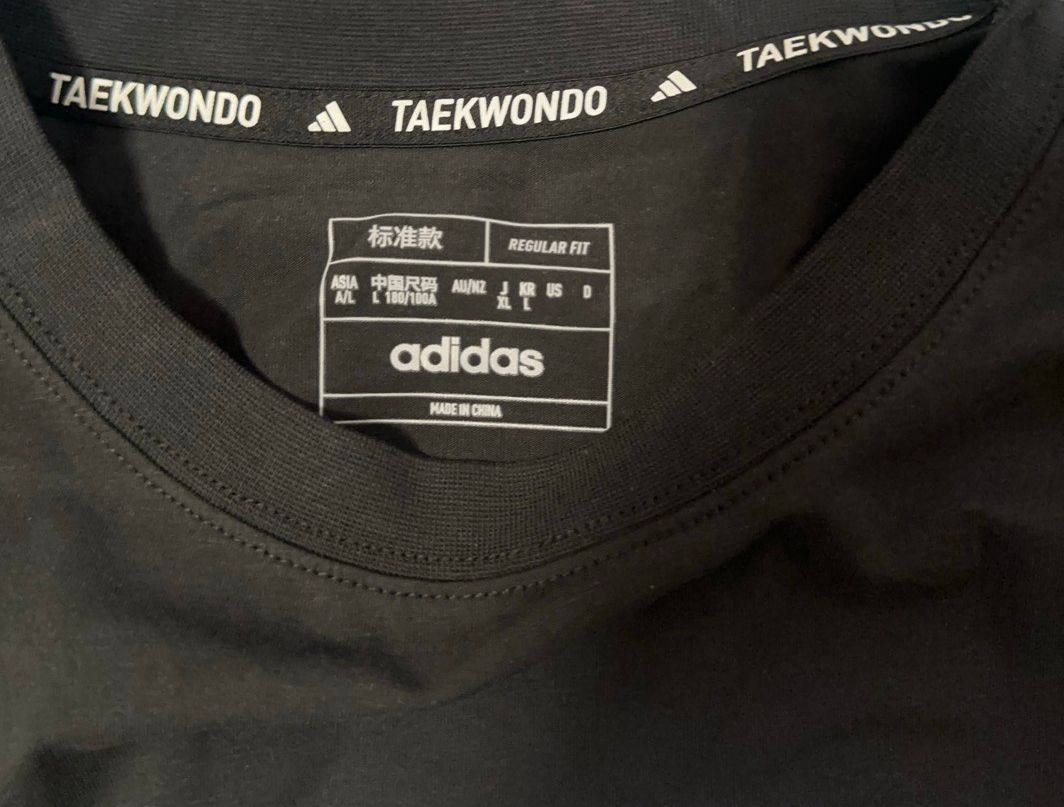 TAEKWONDO TAEKWONDO TAEKWONDO
标准款 REGULAR FIT
ASIA 中国尺码 AU/NZ J KR US D
A/L L 180/100A XL L
adidas
MADE IN CHINA